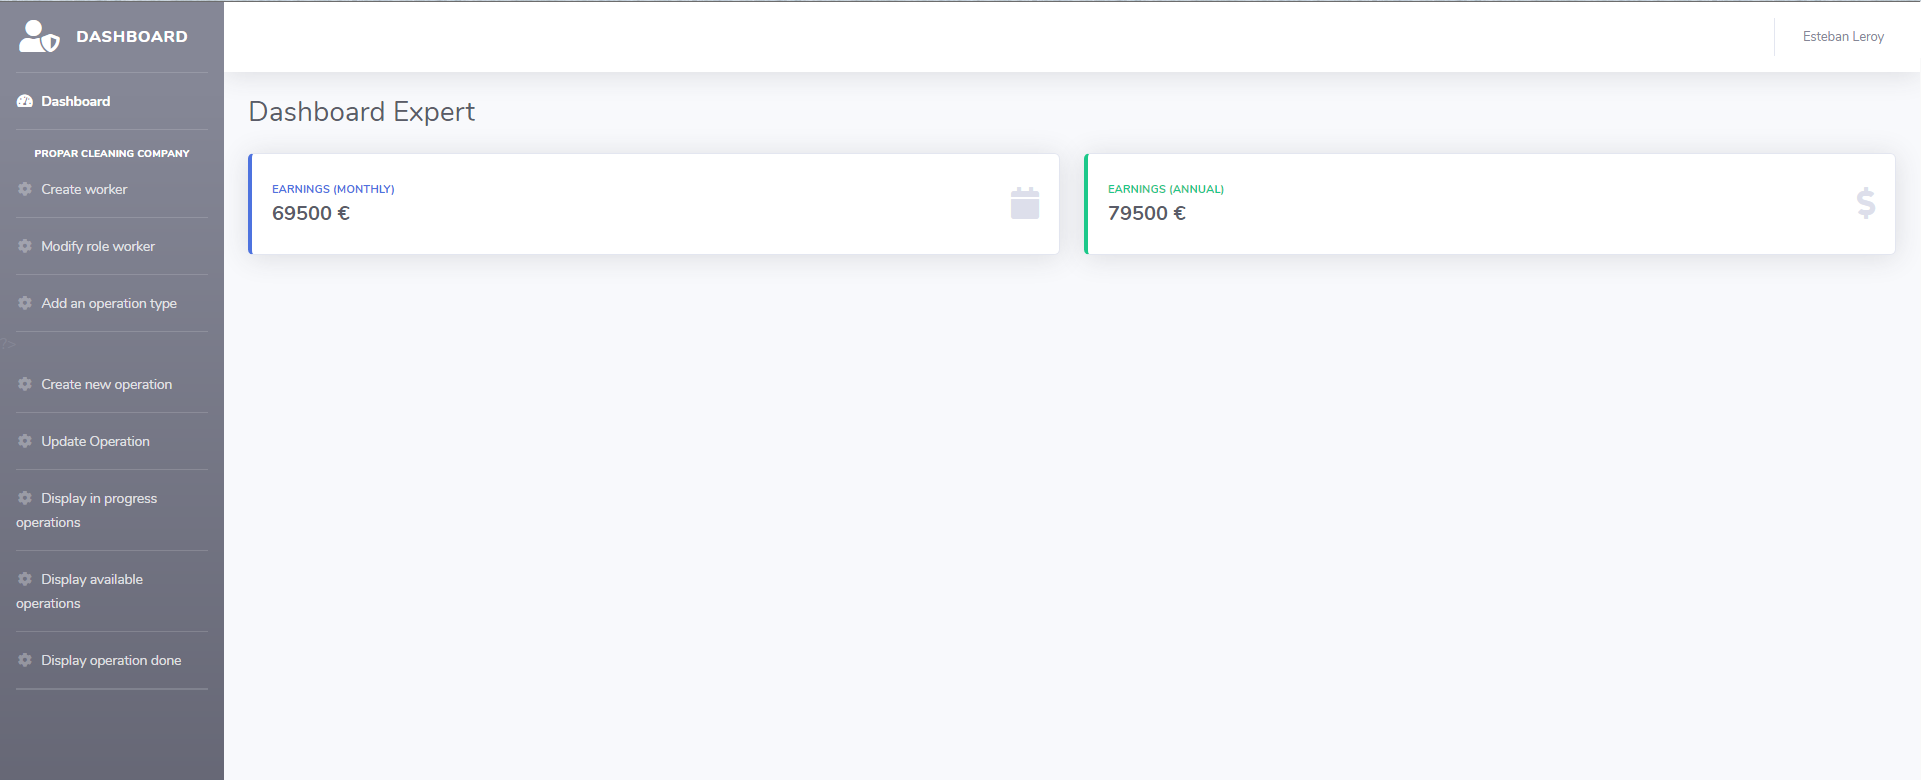 DASHBOARD
Esteban Leroy
Dashboard
PROPAR CLEANING COMPANY
Create worker
Modify role worker
Add an operation type
?>
Create new operation
Update Operation
Display in progress
operations
Display available
operations
Display operation done
Dashboard Expert
EARNINGS (MONTHLY)
69500 €
EARNINGS (ANNUAL)
79500 €